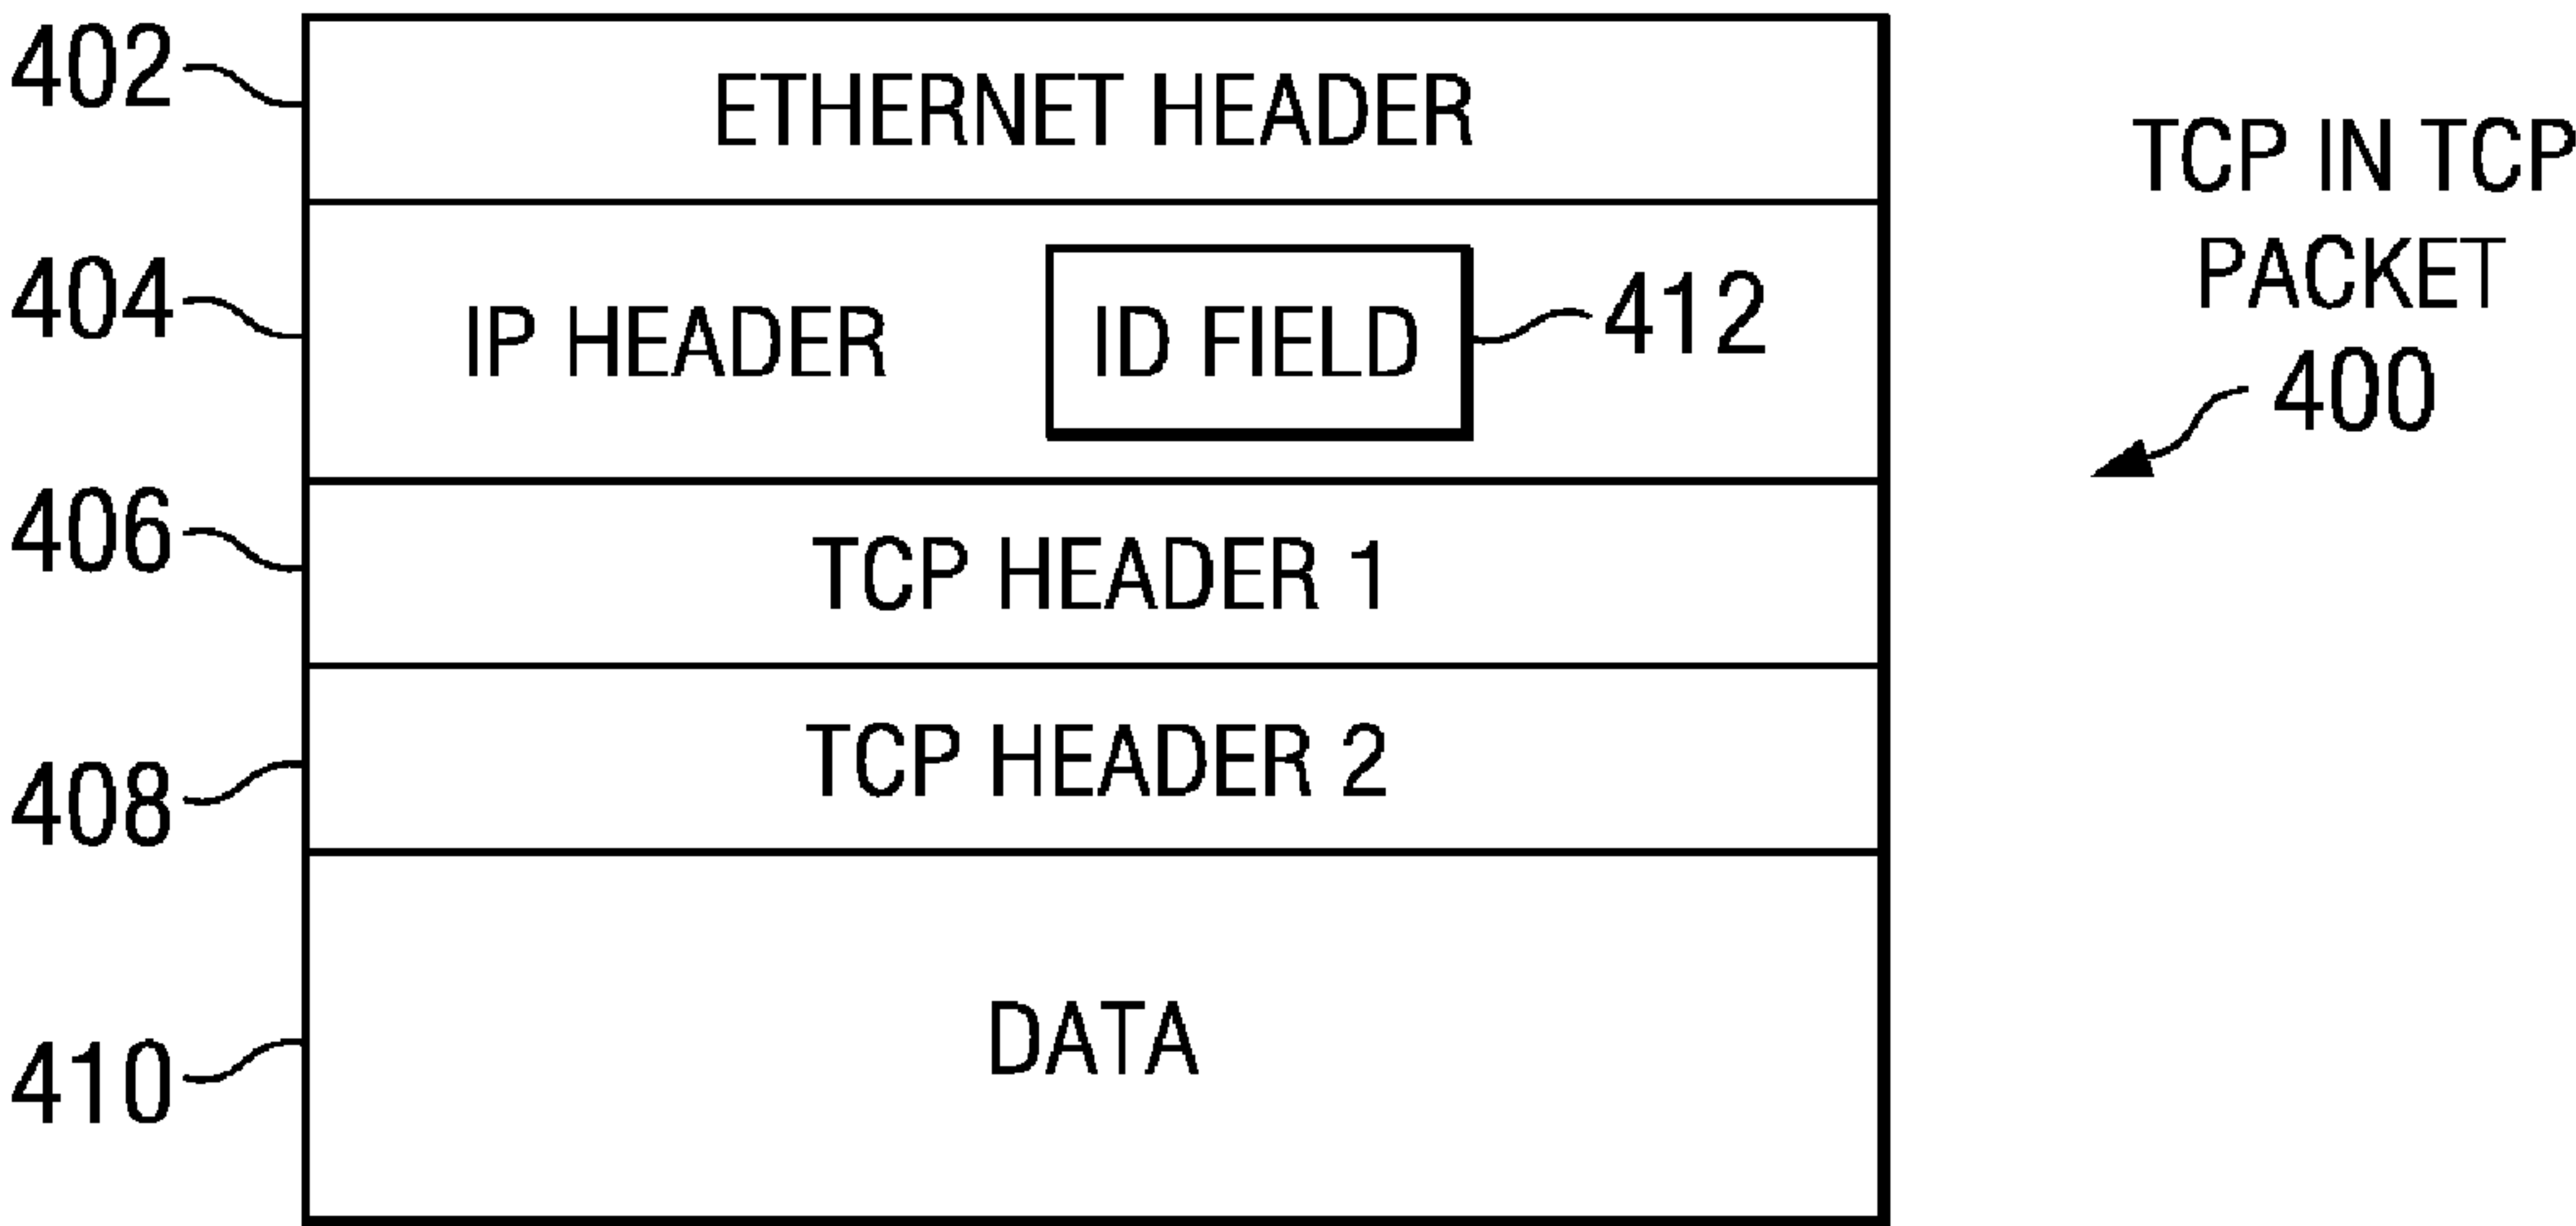 402
ETHERNET HEADER
404
IP HEADER
ID FIELD
412
406
TCP HEADER 1
408
TCP HEADER 2
410
DATA
TCP IN TCP
PACKET
400